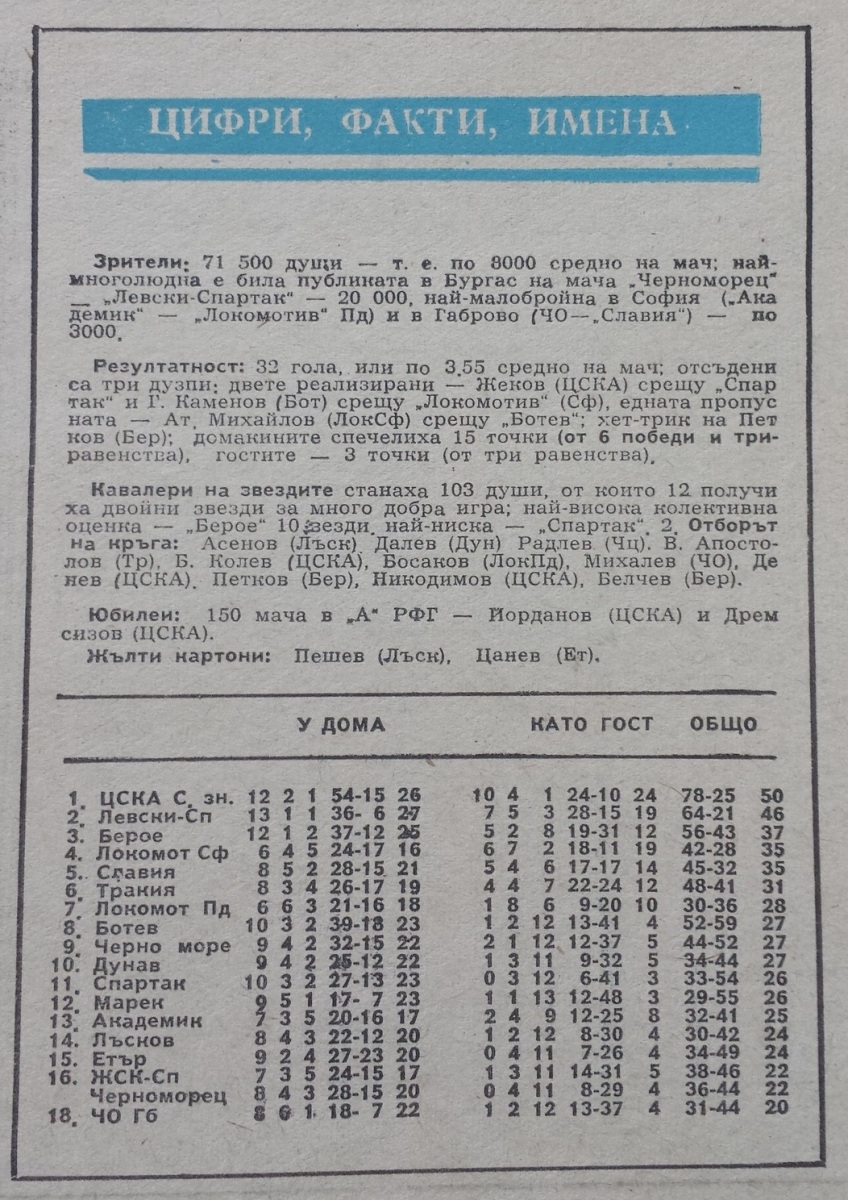 ЦИФРИ, ФАКТИ, ИМЕНА
Зрители: 71 500 души — т. е. по 8000 средно на мач; най-
многолюдна е била публиката в Бургас на мача „Черноморец"
— „Левски-Спартак" — 20 000, най-малобройна в София („Ака
демик" — „Локомотив" Пд) и в Габрово (ЧО—„Славия") — по
3000.
Резултатност: 32 гола, или по 3.55 средно на мач; отсъдени
са три дузпи; двете реализирани — Жеков (ЦСКА) срещу „Спар
так" и Г. Каменов (Бот) срещу „Локомотив" (Сф), едната пропус
ната — Ат. Михайлов (ЛокСф) срещу „Ботев"; хет-трик на Пет
ков (Бер); домакините спечелиха 15 точки (от 6 победи и три-
равенства), гостите — 3 точки (от три равенства).
Кавалери на звездите станаха 103 души, от които 12 получи
ха двойни звезди за много добра игра; най-висока колективна
оценка — „Берое" 10 звезди, най-ниска — „Спартак". 2. Отборът
на кръга: Асенов (Лъск) Далев (Дун) Радлев (Чц). В. Апосто-
лов (Тр), Б. Колев (ЦСКА), Босаков (ЛокПд), Михалев (ЧО), Де
нев (ЦСКА). Петков (Бер), Никодимов (ЦСКА), Белчев (Бер).
Юбилеи: 150 мача в „А" РФГ — Йорданов (ЦСКА) и Дрем
сизов (ЦСКА).
Жълти картони: Пешев (Лъск), Цанев (Ет).
У ДОМА КАТО ГОСТ ОБЩО
1. ЦСКА С. зн. 12 2 1 54-15 26 10 4 1 24-10 24 78-25 50
2. Левски-Сп 13 1 1 36- 6 27 7 5 3 28-15 19 64-21 46
3. Берое 12 1 2 37-12 25 5 2 8 19-31 12 56-43 37
4. Локомот Сф 6 4 5 24-17 16 6 7 2 18-11 19 42-28 35
5. Славия 8 5 2 28-15 21 5 4 6 17-17 14 45-32 35
6. Тракия 8 3 4 26-17 19 4 4 7 22-24 12 48-41 31
7. Локомот Пд 6 6 3 21-16 18 1 8 6 9-20 10 30-36 28
8. Ботев 10 3 2 39-18 23 1 2 12 13-41 4 52-59 27
9. Черно море 9 4 2 32-15 22 2 1 12 12-37 5 44-52 27
10. Дунав 9 4 2 25-12 22 1 3 11 9-32 5 34-44 27
11. Спартак 10 3 2 27-13 23 0 3 12 6-41 3 33-54 26
12. Марек 9 5 1 17- 7 23 1 1 13 12-48 3 29-55 26
13. Академик 7 3 5 20-16 17 2 4 9 12-25 8 32-41 25
14. Лъсков 8 4 3 22-12 20 1 2 12 8-30 4 30-42 24
15. Етър 9 2 4 27-23 20 0 4 11 7-26 4 34-49 24
16. ЖСК-Сп 7 3 5 24-15 17 1 3 11 14-31 5 38-46 22
Черноморец 8 4 3 28-15 20 0 4 11 8-29 4 36-44 22
18. ЧО Гб 8 6 1 18- 7 22 1 2 12 13-37 4 31-44 20